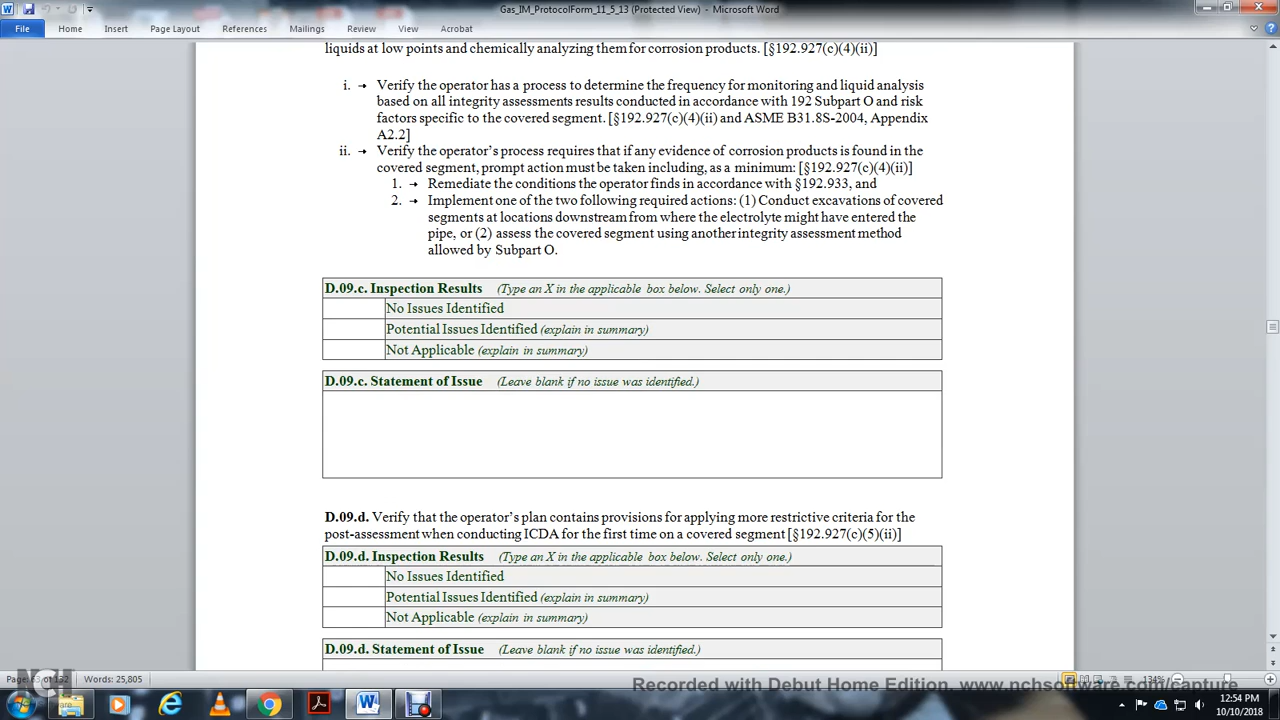 Gas_IM_ProtocolForm_11_5_13 (Protected View) - Microsoft Word
File Home Insert Page Layout References Mailings Review View Acrobat
liquids at low points and chemically analyzing them for corrosion products. [§192.927(c)(4)(ii)]
i. → Verify the operator has a process to determine the frequency for monitoring and liquid analysis
based on all integrity assessments results conducted in accordance with 192 Subpart O and risk
factors specific to the covered segment. [§192.927(c)(4)(ii) and ASME B31.8S-2004, Appendix
A2.2]
ii. → Verify the operator's process requires that if any evidence of corrosion products is found in the
covered segment, prompt action must be taken including, as a minimum: [§192.927(c)(4)(ii)]
1. → Remediate the conditions the operator finds in accordance with §192.933, and
2. → Implement one of the two following required actions: (1) Conduct excavations of covered
segments at locations downstream from where the electrolyte might have entered the
pipe, or (2) assess the covered segment using another integrity assessment method
allowed by Subpart O.
D.09.c. Inspection Results (Type an X in the applicable box below. Select only one.)
No Issues Identified
Potential Issues Identified (explain in summary)
Not Applicable (explain in summary)
D.09.c. Statement of Issue (Leave blank if no issue was identified.)
D.09.d. Verify that the operator's plan contains provisions for applying more restrictive criteria for the
post-assessment when conducting ICDA for the first time on a covered segment [§192.927(c)(5)(ii)]
D.09.d. Inspection Results (Type an X in the applicable box below. Select only one.)
No Issues Identified
Potential Issues Identified (explain in summary)
Not Applicable (explain in summary)
D.09.d. Statement of Issue (Leave blank if no issue was identified.)
Page: 63 of 132 Words: 25,805 134%
Recorded with Debut Home Edition. www.nchsoftware.com/capture
12:54 PM
10/10/2018